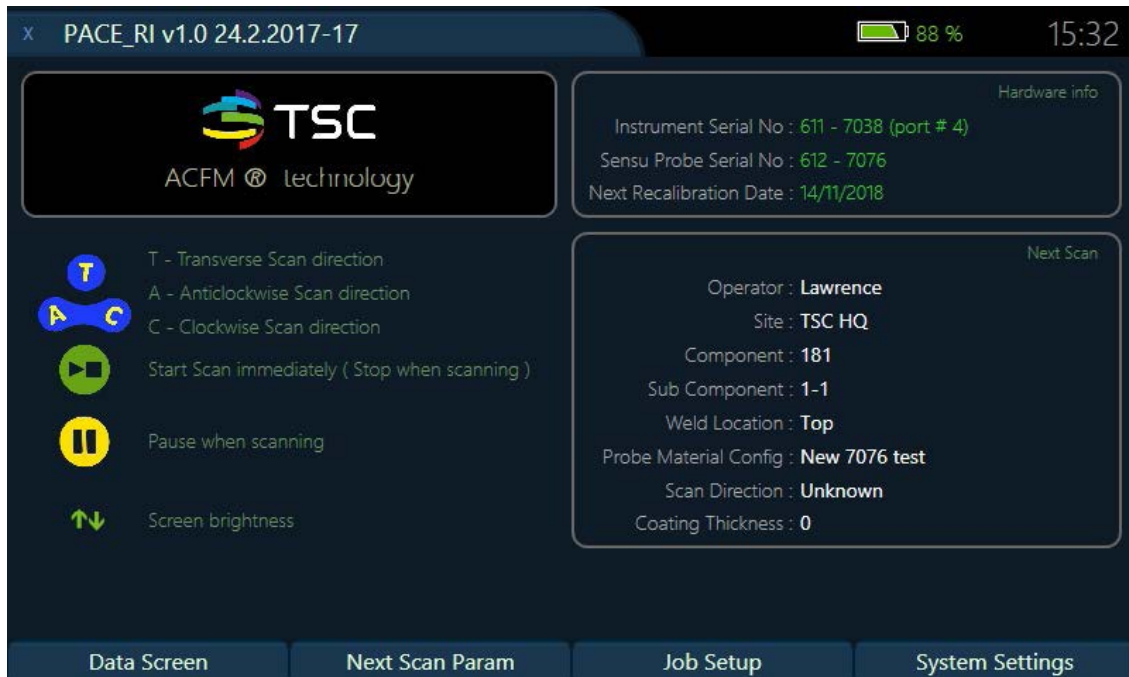 X PACE_RI v1.0 24.2.2017-17 88 % 15:32
TSC
ACFM ® technology
Hardware info
Instrument Serial No : 611 - 7038 (port # 4)
Sensu Probe Serial No : 612 - 7076
Next Recalibration Date : 14/11/2018
T
A C
T - Transverse Scan direction
A - Anticlockwise Scan direction
C - Clockwise Scan direction
Start Scan immediately ( Stop when scanning )
Pause when scanning
Screen brightness
Next Scan
Operator : Lawrence
Site : TSC HQ
Component : 181
Sub Component : 1-1
Weld Location : Top
Probe Material Config : New 7076 test
Scan Direction : Unknown
Coating Thickness : 0
Data Screen Next Scan Param Job Setup System Settings